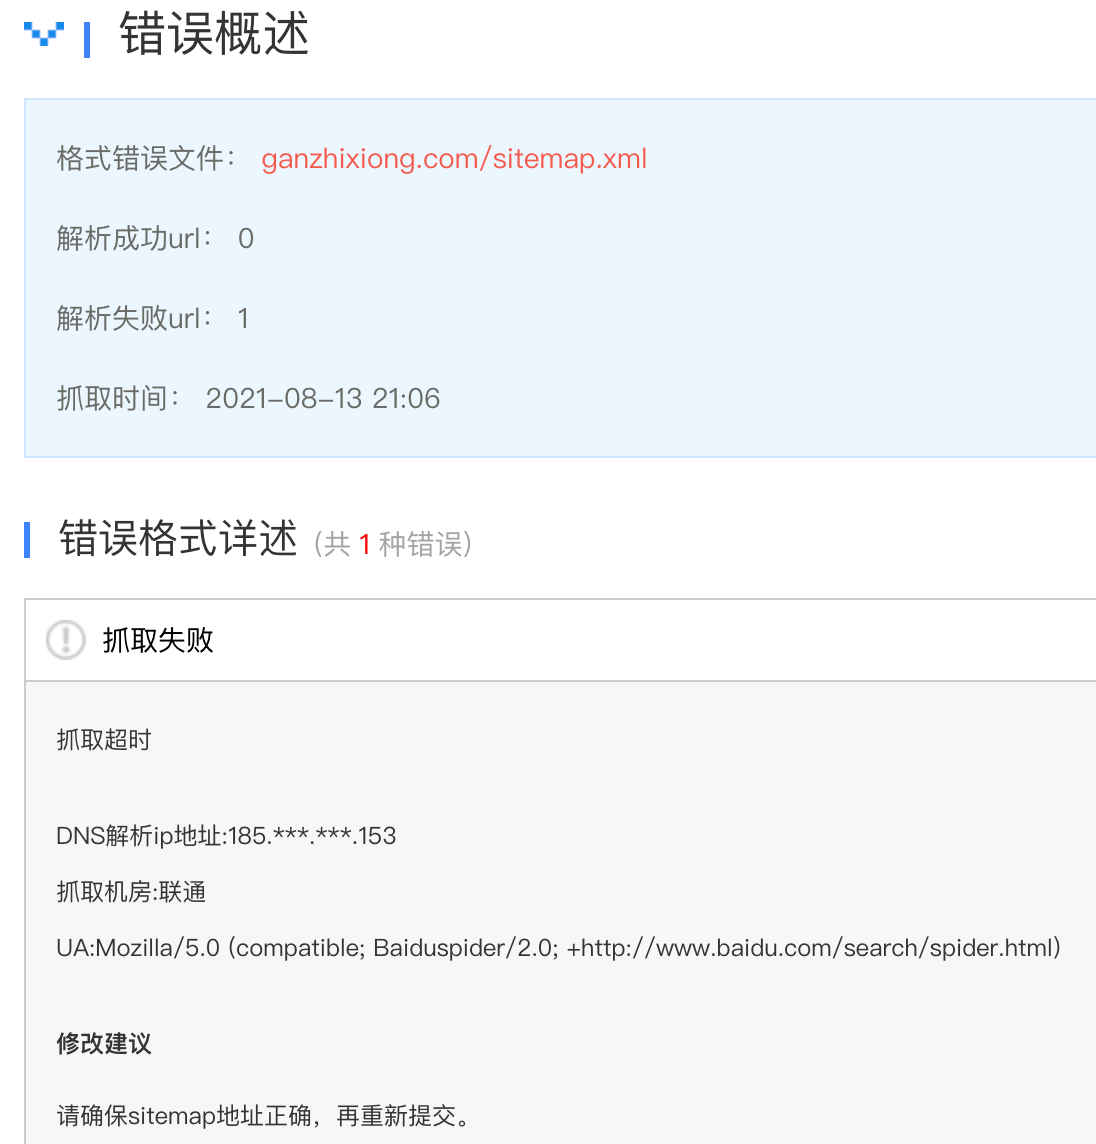 错误概述
格式错误文件： ganzhixiong.com/sitemap.xml
解析成功url： 0
解析失败url： 1
抓取时间： 2021-08-13 21:06
错误格式详述 (共 1 种错误)
抓取失败
抓取超时
DNS解析ip地址:185.***.***.153
抓取机房:联通
UA:Mozilla/5.0 (compatible; Baiduspider/2.0; +http://www.baidu.com/search/spider.html)
修改建议
请确保sitemap地址正确，再重新提交。